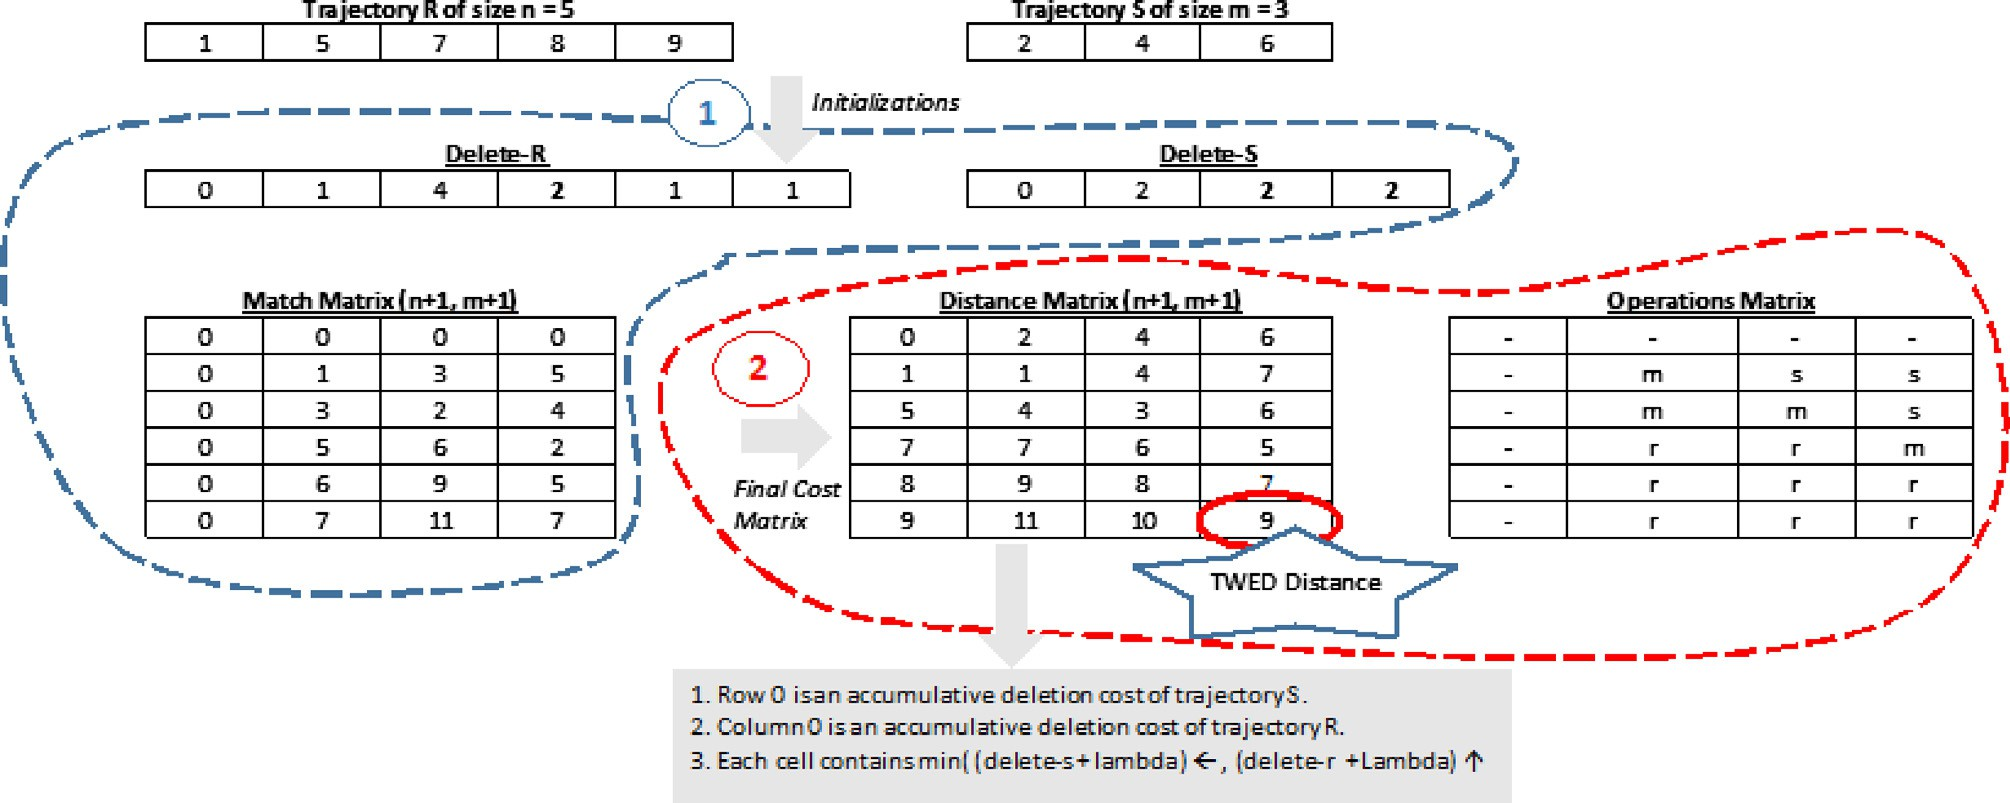 Trajectory R of size n = 5 Trajectory S of size m = 3
1 5 7 8 9 2 4 6
1 Initializations
Delete-R Delete-S
0 1 4 2 1 1 0 2 2 2
Match Matrix (n+1, m+1) Distance Matrix (n+1, m+1) Operations Matrix
0 0 0 0 0 2 4 6 - - - -
0 1 3 5 2 1 1 4 7 - m s s
0 3 2 4 5 4 3 6 - m m s
0 5 6 2 7 7 6 5 - r r m
0 6 9 5 Final Cost 8 9 8 7 - r r r
0 7 11 7 Matrix 9 11 10 9 - r r r
TWED Distance
1. Row 0 is an accumulative deletion cost of trajectory S.
2. Column 0 is an accumulative deletion cost of trajectory R.
3. Each cell contains min( (delete-s + lambda) ←, (delete-r + Lambda) ↑